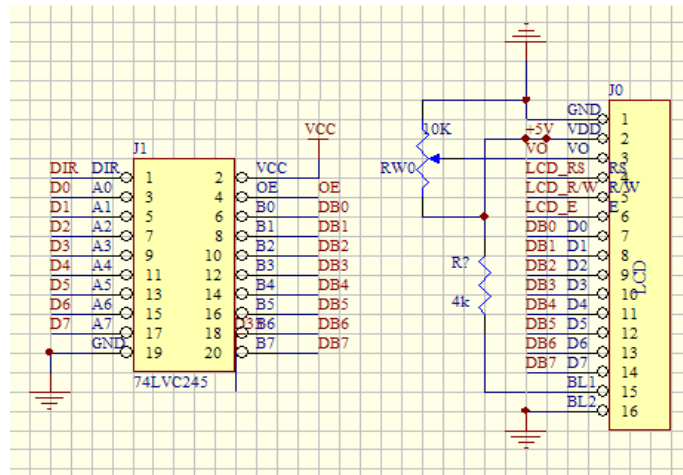 J0
10K
GND 1
+5V VDD 2
VO VO 3
RW0
LCD_RS RS 4
LCD_R/W R/W 5
LCD_E E 6
DB0 D0 7
DB1 D1 8
DB2 D2 9
DB3 D3 10
DB4 D4 11
DB5 D5 12
DB6 D6 13
DB7 D7 14
BL1 15
BL2 16
LCD
R?
4k
VCC
J1
DIR DIR 1 2 VCC
D0 A0 3 4 OE OE
D1 A1 5 6 B0 DB0
D2 A2 7 8 B1 DB1
D3 A3 9 10 B2 DB2
D4 A4 11 12 B3 DB3
D5 A5 13 14 B4 DB4
D6 A6 15 16 B5 DB5
D7 A7 17 18 B6 DB6
GND 19 20 B7 DB7
74LVC245